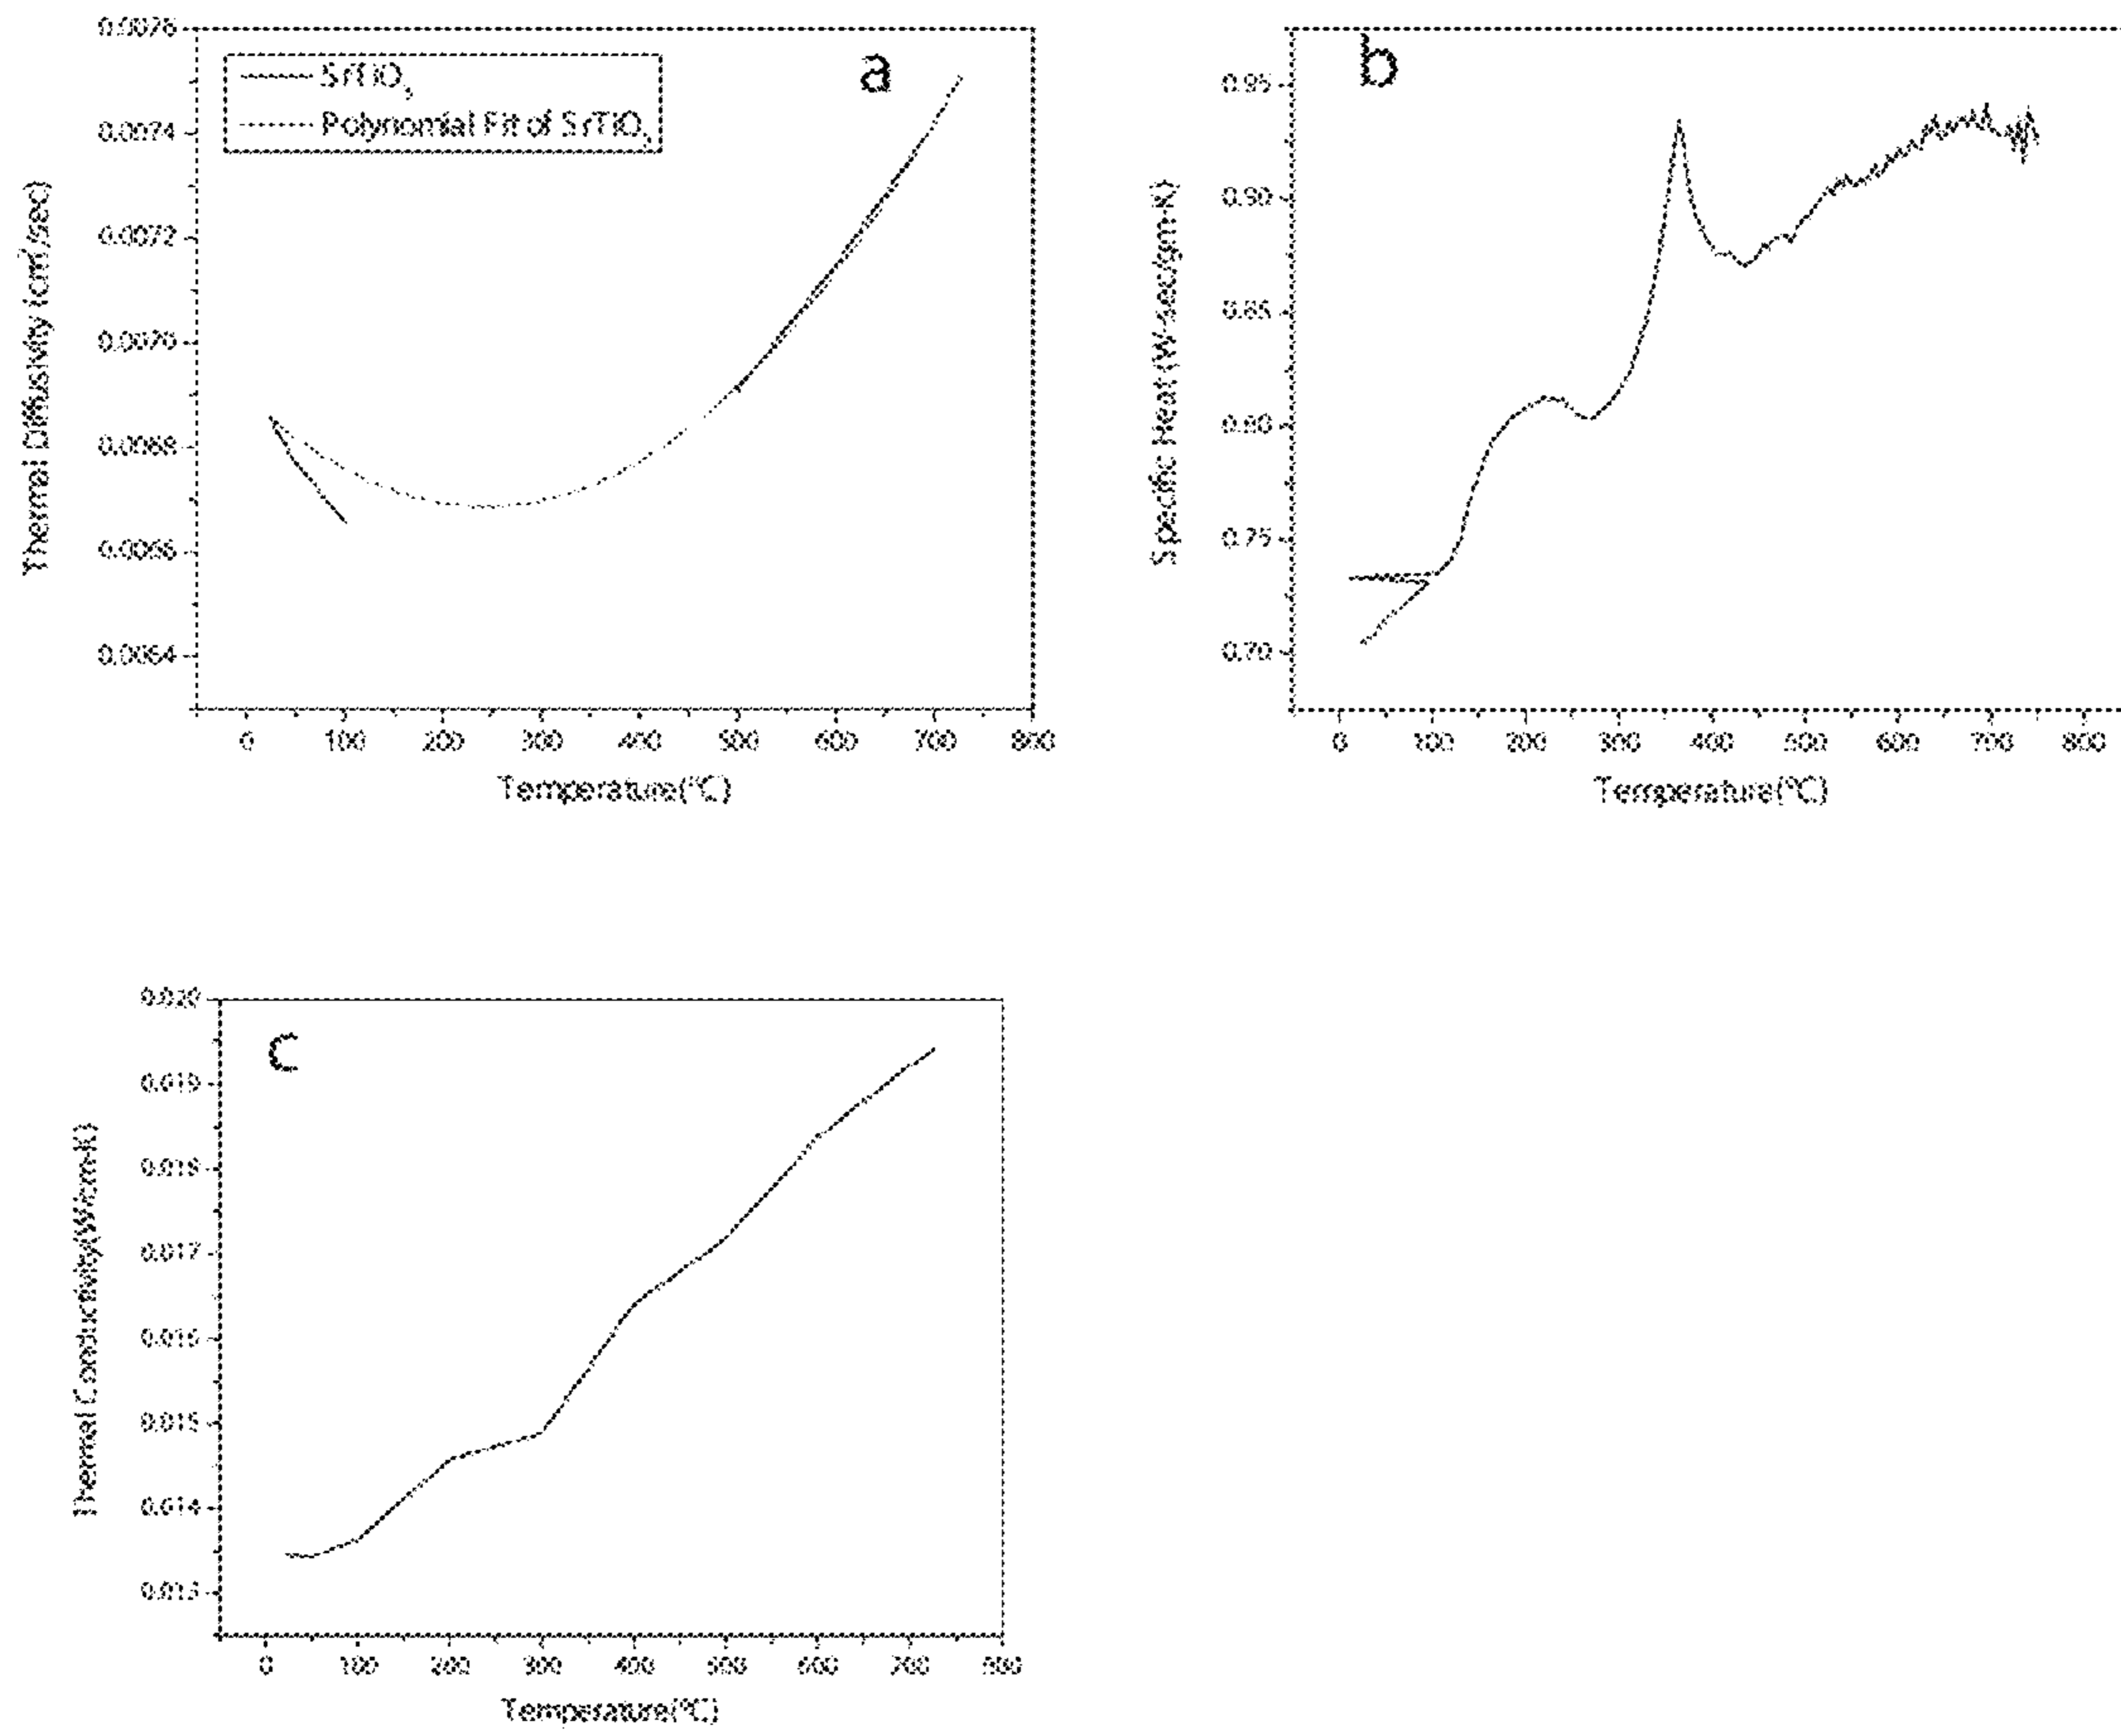 a
SrTiO3
Polynomial Fit of SrTiO3
Thermal Diffusivity (cm2/sec)
0.0076
0.0074
0.0072
0.0070
0.0068
0.0066
0.0064
0 100 200 300 400 500 600 700 800
Temperature(°C)
b
Specific Heat (W-sec/gm-K)
0.95
0.90
0.85
0.80
0.75
0.70
0 100 200 300 400 500 600 700 800
Temperature(°C)
c
Thermal Conductivity(W/cm-K)
0.020
0.019
0.018
0.017
0.016
0.015
0.014
0.013
0 100 200 300 400 500 600 700 800
Temperature(°C)